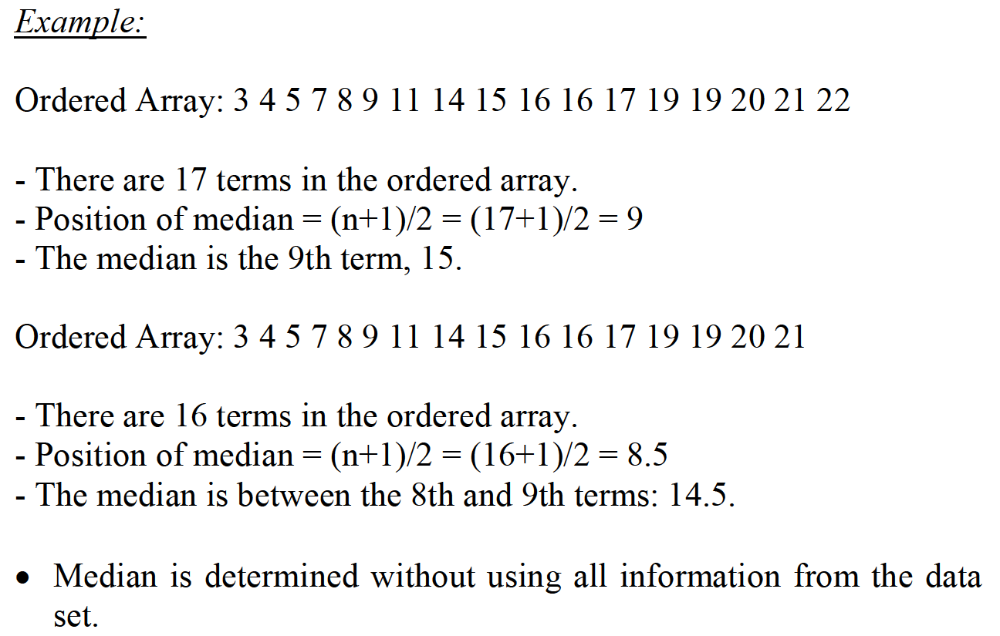 Example:
Ordered Array: 3 4 5 7 8 9 11 14 15 16 16 17 19 19 20 21 22
- There are 17 terms in the ordered array.
- Position of median = (n+1)/2 = (17+1)/2 = 9
- The median is the 9th term, 15.
Ordered Array: 3 4 5 7 8 9 11 14 15 16 16 17 19 19 20 21
- There are 16 terms in the ordered array.
- Position of median = (n+1)/2 = (16+1)/2 = 8.5
- The median is between the 8th and 9th terms: 14.5.
• Median is determined without using all information from the data
set.